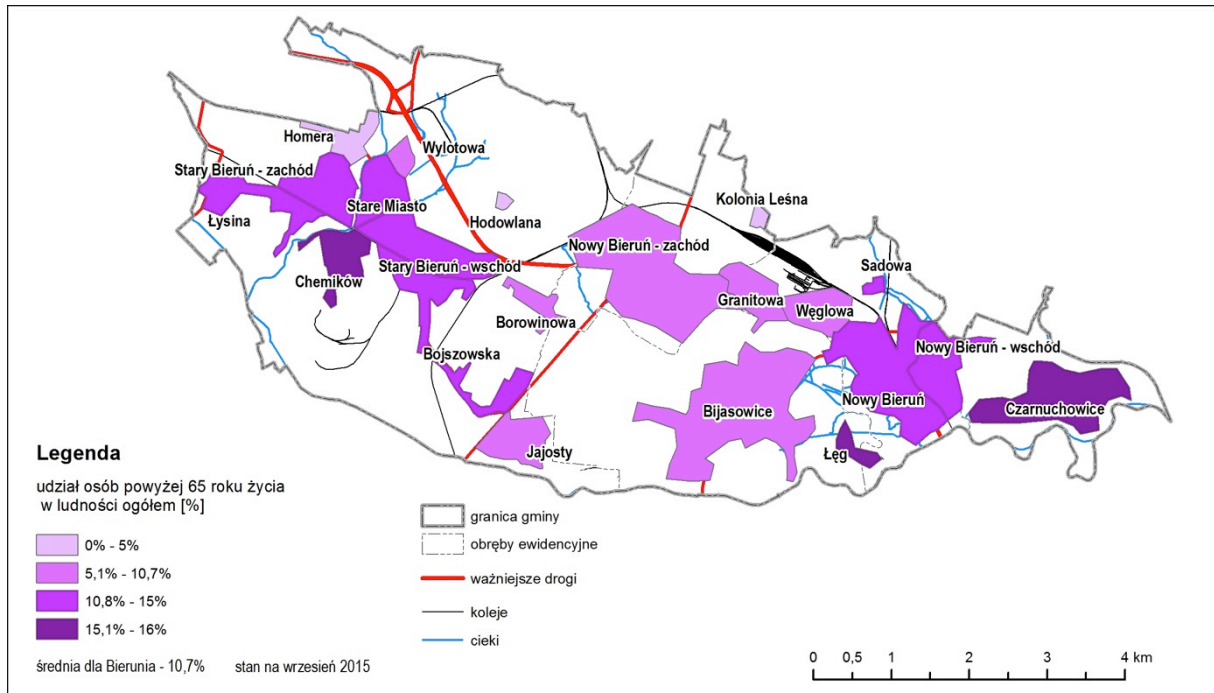 Homera
Wylotowa
Stary Bieruń - zachód
Kolonia Leśna
Stare Miasto
Łysina
Hodowlana
Nowy Bieruń - zachód
Stary Bieruń - wschód
Sadowa
Chemików
Granitowa
Węglowa
Borowinowa
Nowy Bieruń - wschód
Bojszowska
Nowy Bieruń
Bijasowice
Czarnuchowice
Jajosty
Łęg
Legenda
udział osób powyżej 65 roku życia
w ludności ogółem [%]
0% - 5%
5,1% - 10,7%
10,8% - 15%
15,1% - 16%
średnia dla Bierunia - 10,7% stan na wrzesień 2015
granica gminy
obręby ewidencyjne
ważniejsze drogi
koleje
cieki
0 0,5 1 2 3 4 km